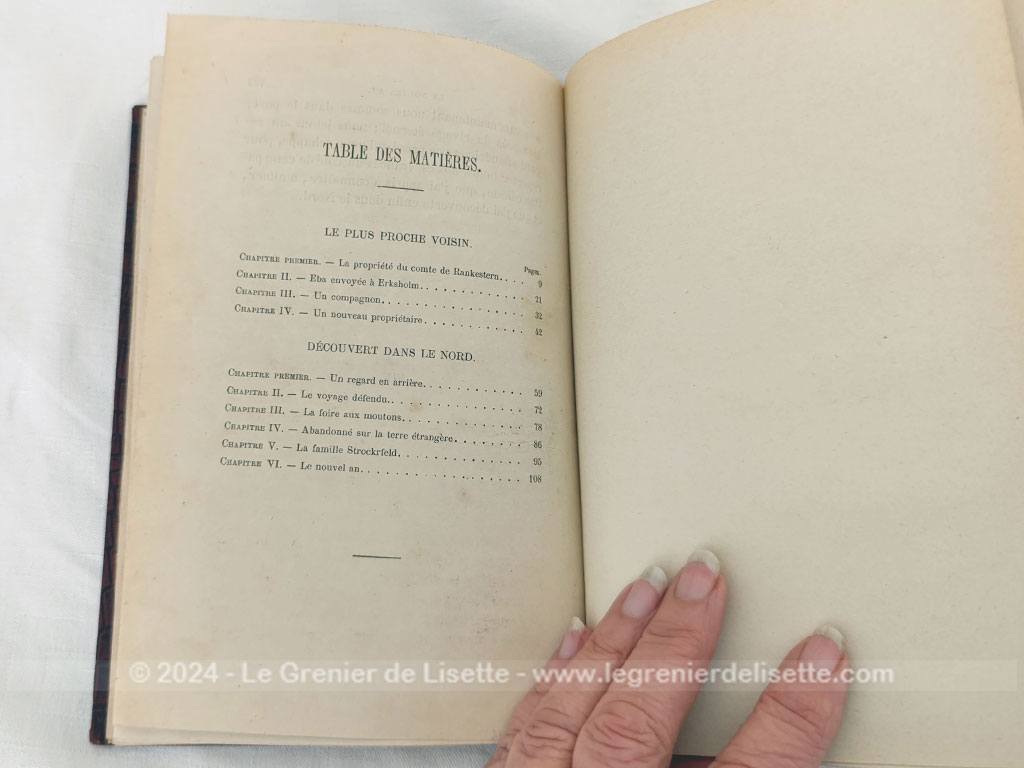 TABLE DES MATIÈRES.
LE PLUS PROCHE VOISIN.
Pages.
CHAPITRE PREMIER. — La propriété du comte de Rankestern. . . . 9
CHAPITRE II. — Eba envoyée à Erksholm. . . . . . . . . . . . . 21
CHAPITRE III. — Un compagnon. . . . . . . . . . . . . . . . . 32
CHAPITRE IV. — Un nouveau propriétaire . . . . . . . . . . . . 42
DÉCOUVERT DANS LE NORD.
CHAPITRE PREMIER. — Un regard en arrière. . . . . . . . . . . . 59
CHAPITRE II. — Le voyage défendu. . . . . . . . . . . . . . . . 72
CHAPITRE III. — La foire aux moutons. . . . . . . . . . . . . . 78
CHAPITRE IV. — Abandonné sur la terre étrangère . . . . . . . . 86
CHAPITRE V. — La famille Strockrfeld. . . . . . . . . . . . . . 95
CHAPITRE VI. — Le nouvel an. . . . . . . . . . . . . . . . . . 108
© 2024 - Le Grenier de Lisette - www.legrenierdelisette.com